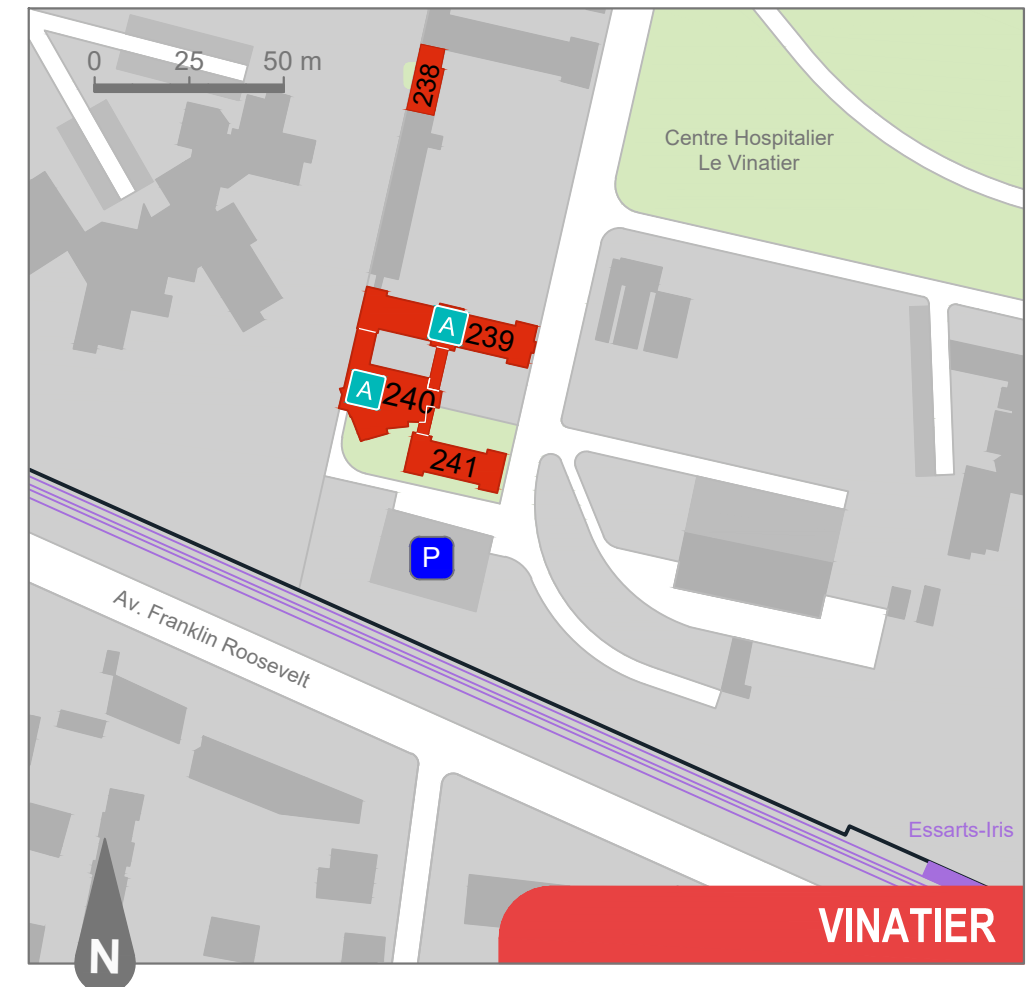 0 25 50 m
238
Centre Hospitalier
Le Vinatier
A 239
A 240
241
P
Av. Franklin Roosevelt
Essarts-Iris
VINATIER
N